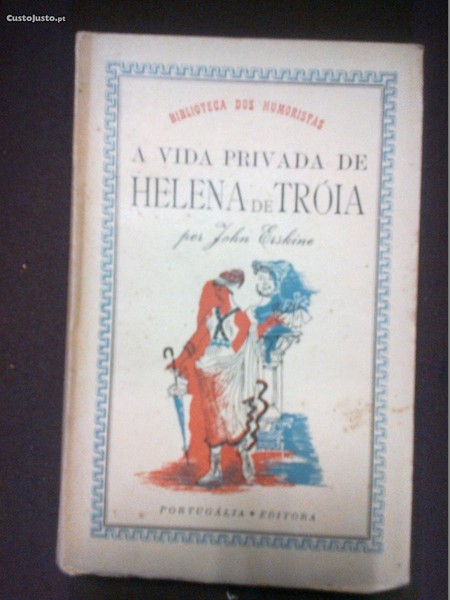 CustoJusto.pt
BIBLIOTECA DOS HUMORISTAS
A VIDA PRIVADA DE
HELENA DE TRÓIA
por John Erskine
PORTUGÁLIA * EDITORA